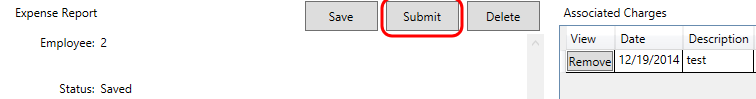 Expense Report Save Submit Delete
Employee: 2
Status: Saved
Associated Charges
View Date Description
Remove 12/19/2014 test